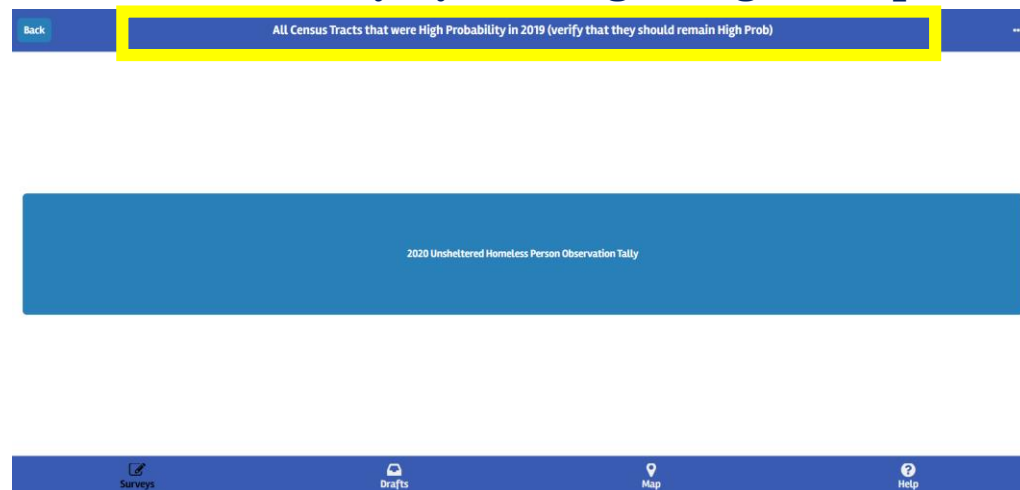 Back
All Census Tracts that were High Probability in 2019 (verify that they should remain High Prob)
2020 Unsheltered Homeless Person Observation Tally
Surveys
Drafts
Map
Help